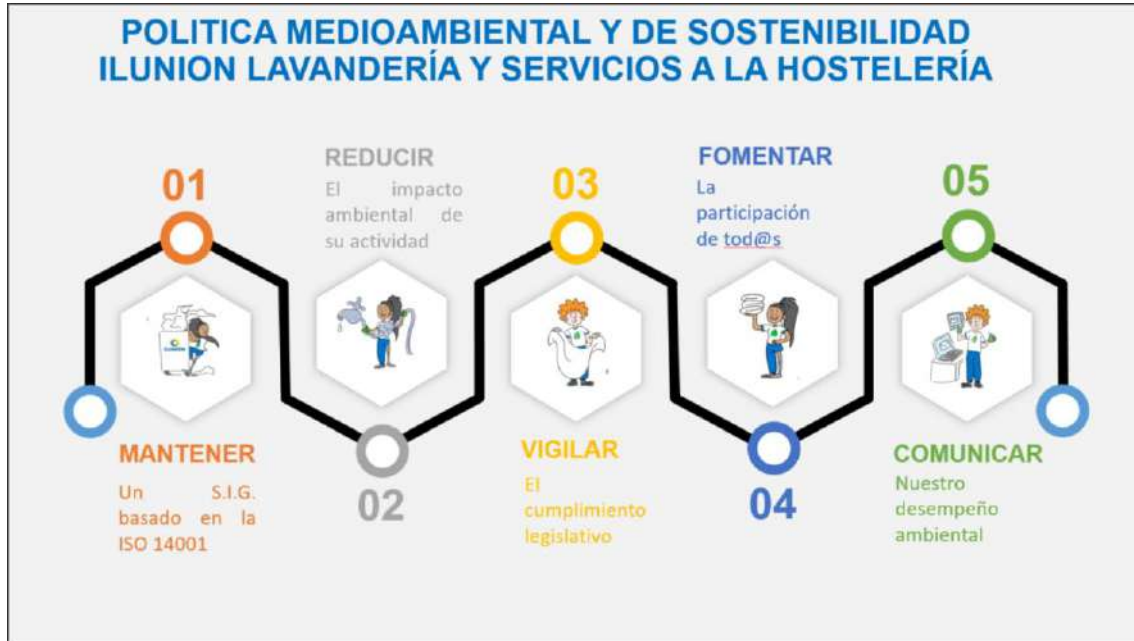 POLITICA MEDIOAMBIENTAL Y DE SOSTENIBILIDAD
ILUNION LAVANDERÍA Y SERVICIOS A LA HOSTELERÍA
01
MANTENER
Un S.I.G.
basado en la
ISO 14001
REDUCIR
El impacto
ambiental de
su actividad
02
03
VIGILAR
El
cumplimiento
legislativo
FOMENTAR
La
participación
de tod@s
04
05
COMUNICAR
Nuestro
desempeño
ambiental